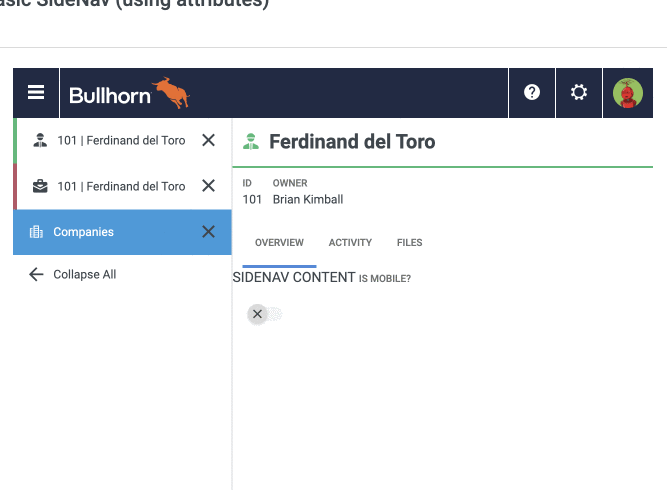 asic SideNav (using attributes)
Bullhorn
101 | Ferdinand del Toro
101 | Ferdinand del Toro
Companies
Collapse All
Ferdinand del Toro
ID OWNER
101 Brian Kimball
OVERVIEW ACTIVITY FILES
SIDENAV CONTENT IS MOBILE?